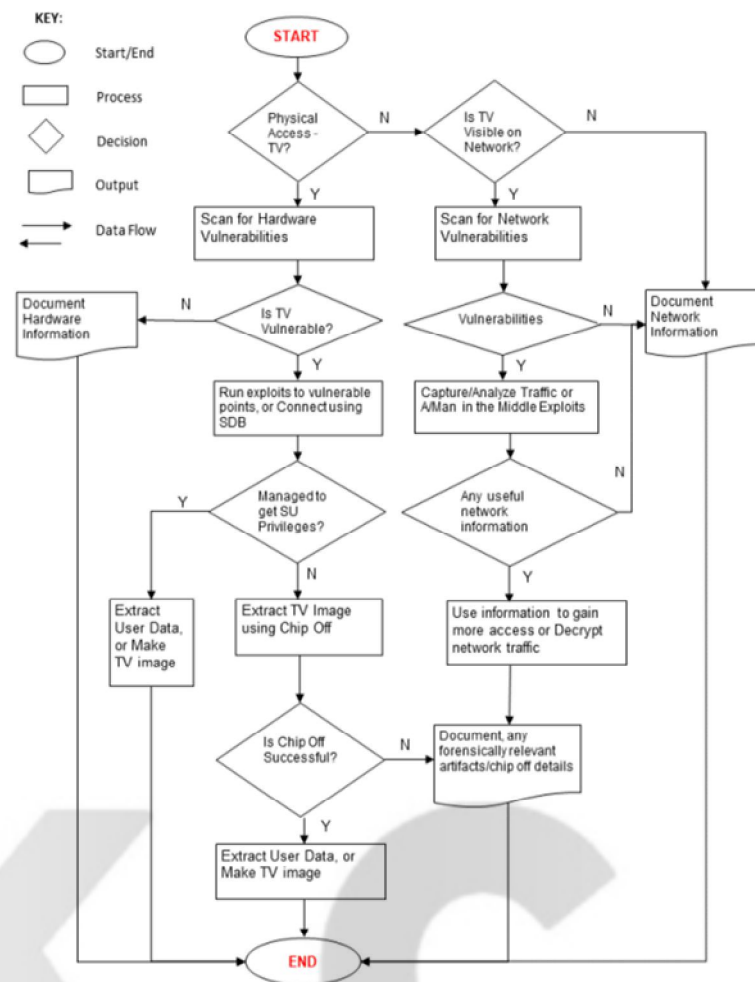 KEY:
Start/End
Process
Decision
Output
Data Flow
START
Physical
Access -
TV?
N
Is TV
Visible on
Network?
N
Y
Y
Scan for Hardware
Vulnerabilities
Scan for Network
Vulnerabilities
Document
Hardware
Information
N
Is TV
Vulnerable?
Vulnerabilities
N
Document
Network
Information
Y
Y
Run exploits to vulnerable
points, or Connect using
SDB
Capture/Analyze Traffic or
A/Man in the Middle Exploits
Y
Managed to
get SU
Privileges?
Any useful
network
information
N
N
Y
Extract
User Data,
or Make
TV image
Extract TV Image
using Chip Off
Use information to gain
more access or Decrypt
network traffic
Is Chip Off
Successful?
N
Document, any
forensically relevant
artifacts/chip off details
Y
Extract User Data, or
Make TV image
END